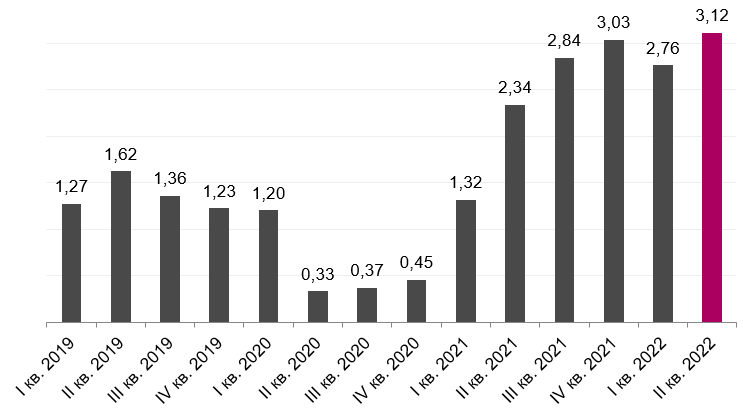 3,12
3,03
2,84
2,76
2,34
1,62
1,36
1,32
1,27
1,23
1,20
0,45
0,37
0,33
I кв. 2019
II кв. 2019
III кв. 2019
IV кв. 2019
I кв. 2020
II кв. 2020
III кв. 2020
IV кв. 2020
I кв. 2021
II кв. 2021
III кв. 2021
IV кв. 2021
I кв. 2022
II кв. 2022